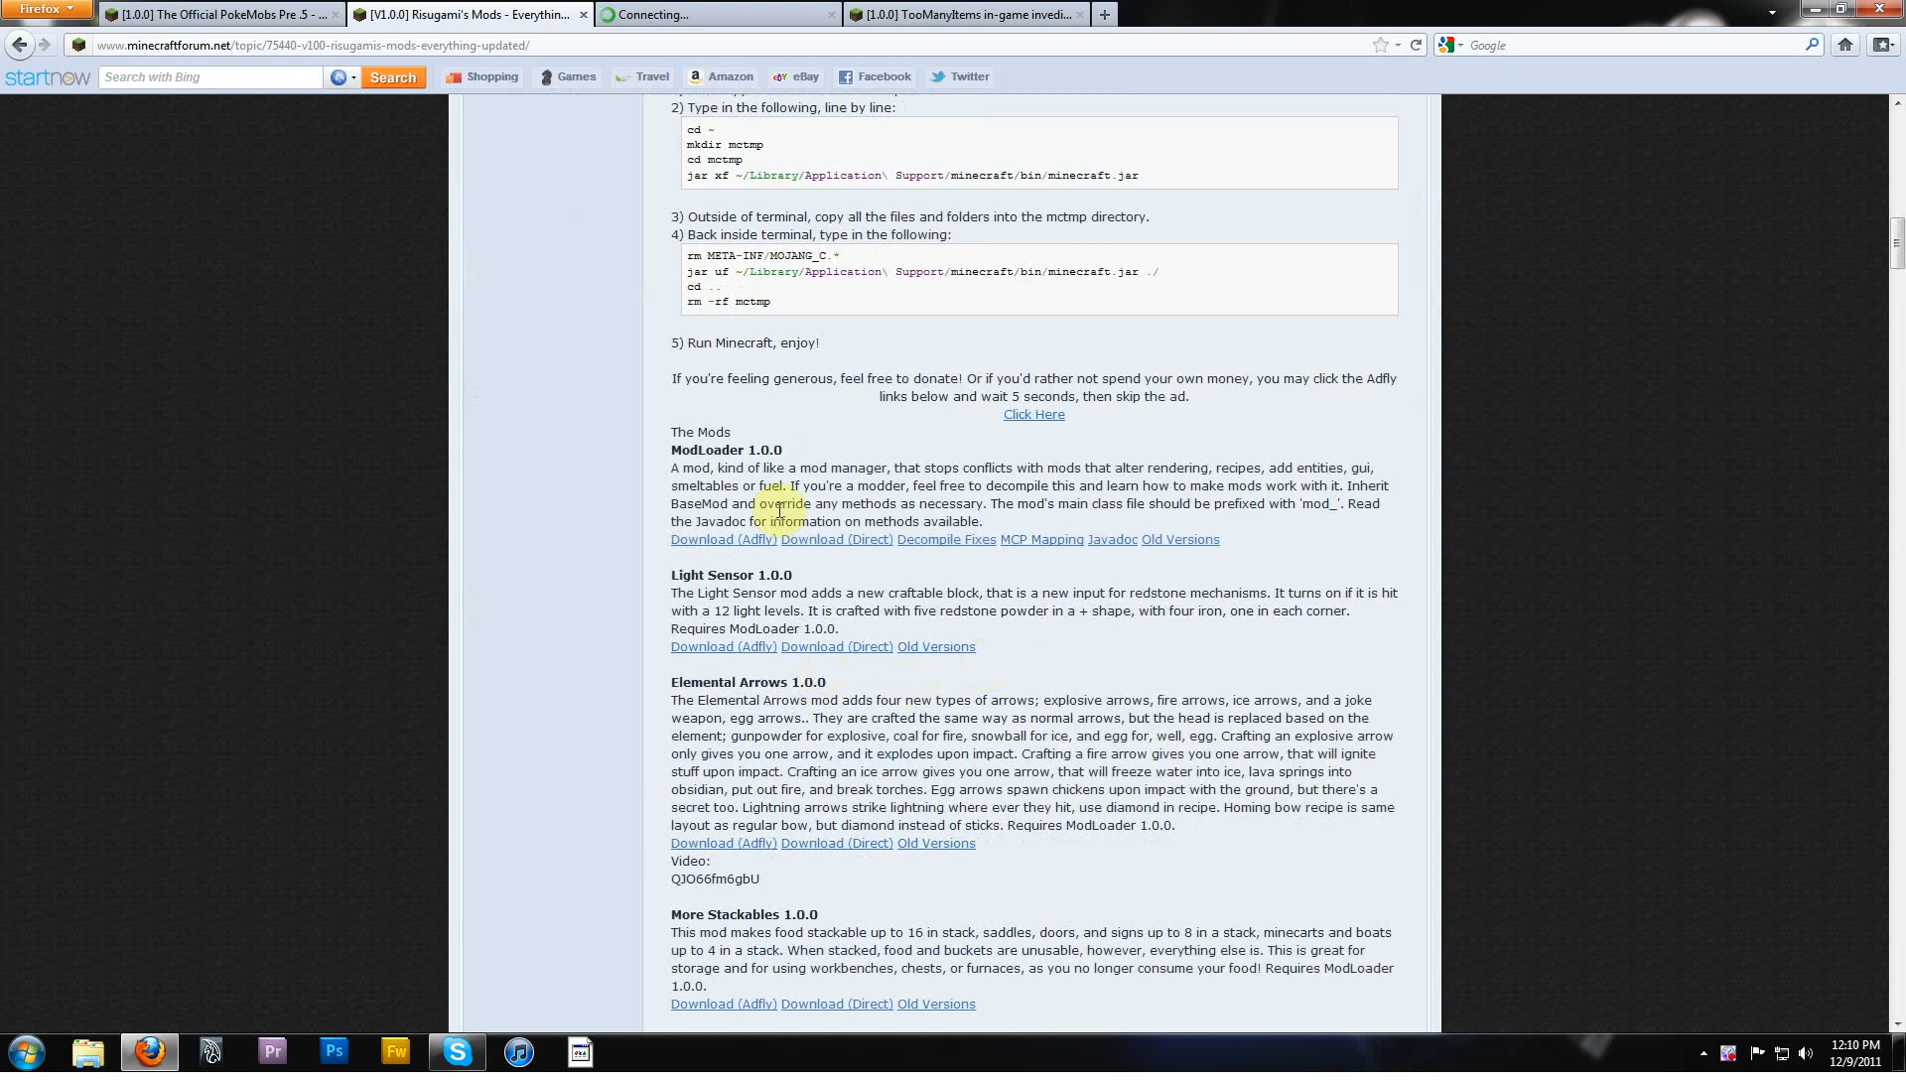 Firefox
[1.0.0] The Official PokeMobs Pre .5 - ...
[V1.0.0] Risugami's Mods - Everythin...
Connecting...
[1.0.0] TooManyItems in-game invedi...
www.minecraftforum.net/topic/75440-v100-risugamis-mods-everything-updated/
Google
startnow
Search with Bing
Search
Shopping
Games
Travel
Amazon
eBay
Facebook
Twitter
2) Type in the following, line by line:
cd ~
mkdir mctmp
cd mctmp
jar xf ~/Library/Application\ Support/minecraft/bin/minecraft.jar
3) Outside of terminal, copy all the files and folders into the mctmp directory.
4) Back inside terminal, type in the following:
rm META-INF/MOJANG_C.*
jar uf ~/Library/Application\ Support/minecraft/bin/minecraft.jar ./
cd ..
rm -rf mctmp
5) Run Minecraft, enjoy!
If you're feeling generous, feel free to donate! Or if you'd rather not spend your own money, you may click the Adfly
links below and wait 5 seconds, then skip the ad.
Click Here
The Mods
ModLoader 1.0.0
A mod, kind of like a mod manager, that stops conflicts with mods that alter rendering, recipes, add entities, gui,
smeltables or fuel. If you're a modder, feel free to decompile this and learn how to make mods work with it. Inherit
BaseMod and override any methods as necessary. The mod's main class file should be prefixed with 'mod_'. Read
the Javadoc for information on methods available.
Download (Adfly) Download (Direct) Decompile Fixes MCP Mapping Javadoc Old Versions
Light Sensor 1.0.0
The Light Sensor mod adds a new craftable block, that is a new input for redstone mechanisms. It turns on if it is hit
with a 12 light levels. It is crafted with five redstone powder in a + shape, with four iron, one in each corner.
Requires ModLoader 1.0.0.
Download (Adfly) Download (Direct) Old Versions
Elemental Arrows 1.0.0
The Elemental Arrows mod adds four new types of arrows; explosive arrows, fire arrows, ice arrows, and a joke
weapon, egg arrows.. They are crafted the same way as normal arrows, but the head is replaced based on the
element; gunpowder for explosive, coal for fire, snowball for ice, and egg for, well, egg. Crafting an explosive arrow
only gives you one arrow, and it explodes upon impact. Crafting a fire arrow gives you one arrow, that will ignite
stuff upon impact. Crafting an ice arrow gives you one arrow, that will freeze water into ice, lava springs into
obsidian, put out fire, and break torches. Egg arrows spawn chickens upon impact with the ground, but there's a
secret too. Lightning arrows strike lightning where ever they hit, use diamond in recipe. Homing bow recipe is same
layout as regular bow, but diamond instead of sticks. Requires ModLoader 1.0.0.
Download (Adfly) Download (Direct) Old Versions
Video:
QJO66fm6gbU
More Stackables 1.0.0
This mod makes food stackable up to 16 in stack, saddles, doors, and signs up to 8 in a stack, minecarts and boats
up to 4 in a stack. When stacked, food and buckets are unusable, however, everything else is. This is great for
storage and for using workbenches, chests, or furnaces, as you no longer consume your food! Requires ModLoader
1.0.0.
Download (Adfly) Download (Direct) Old Versions
Pr
Ps
Fw
12:10 PM
12/9/2011